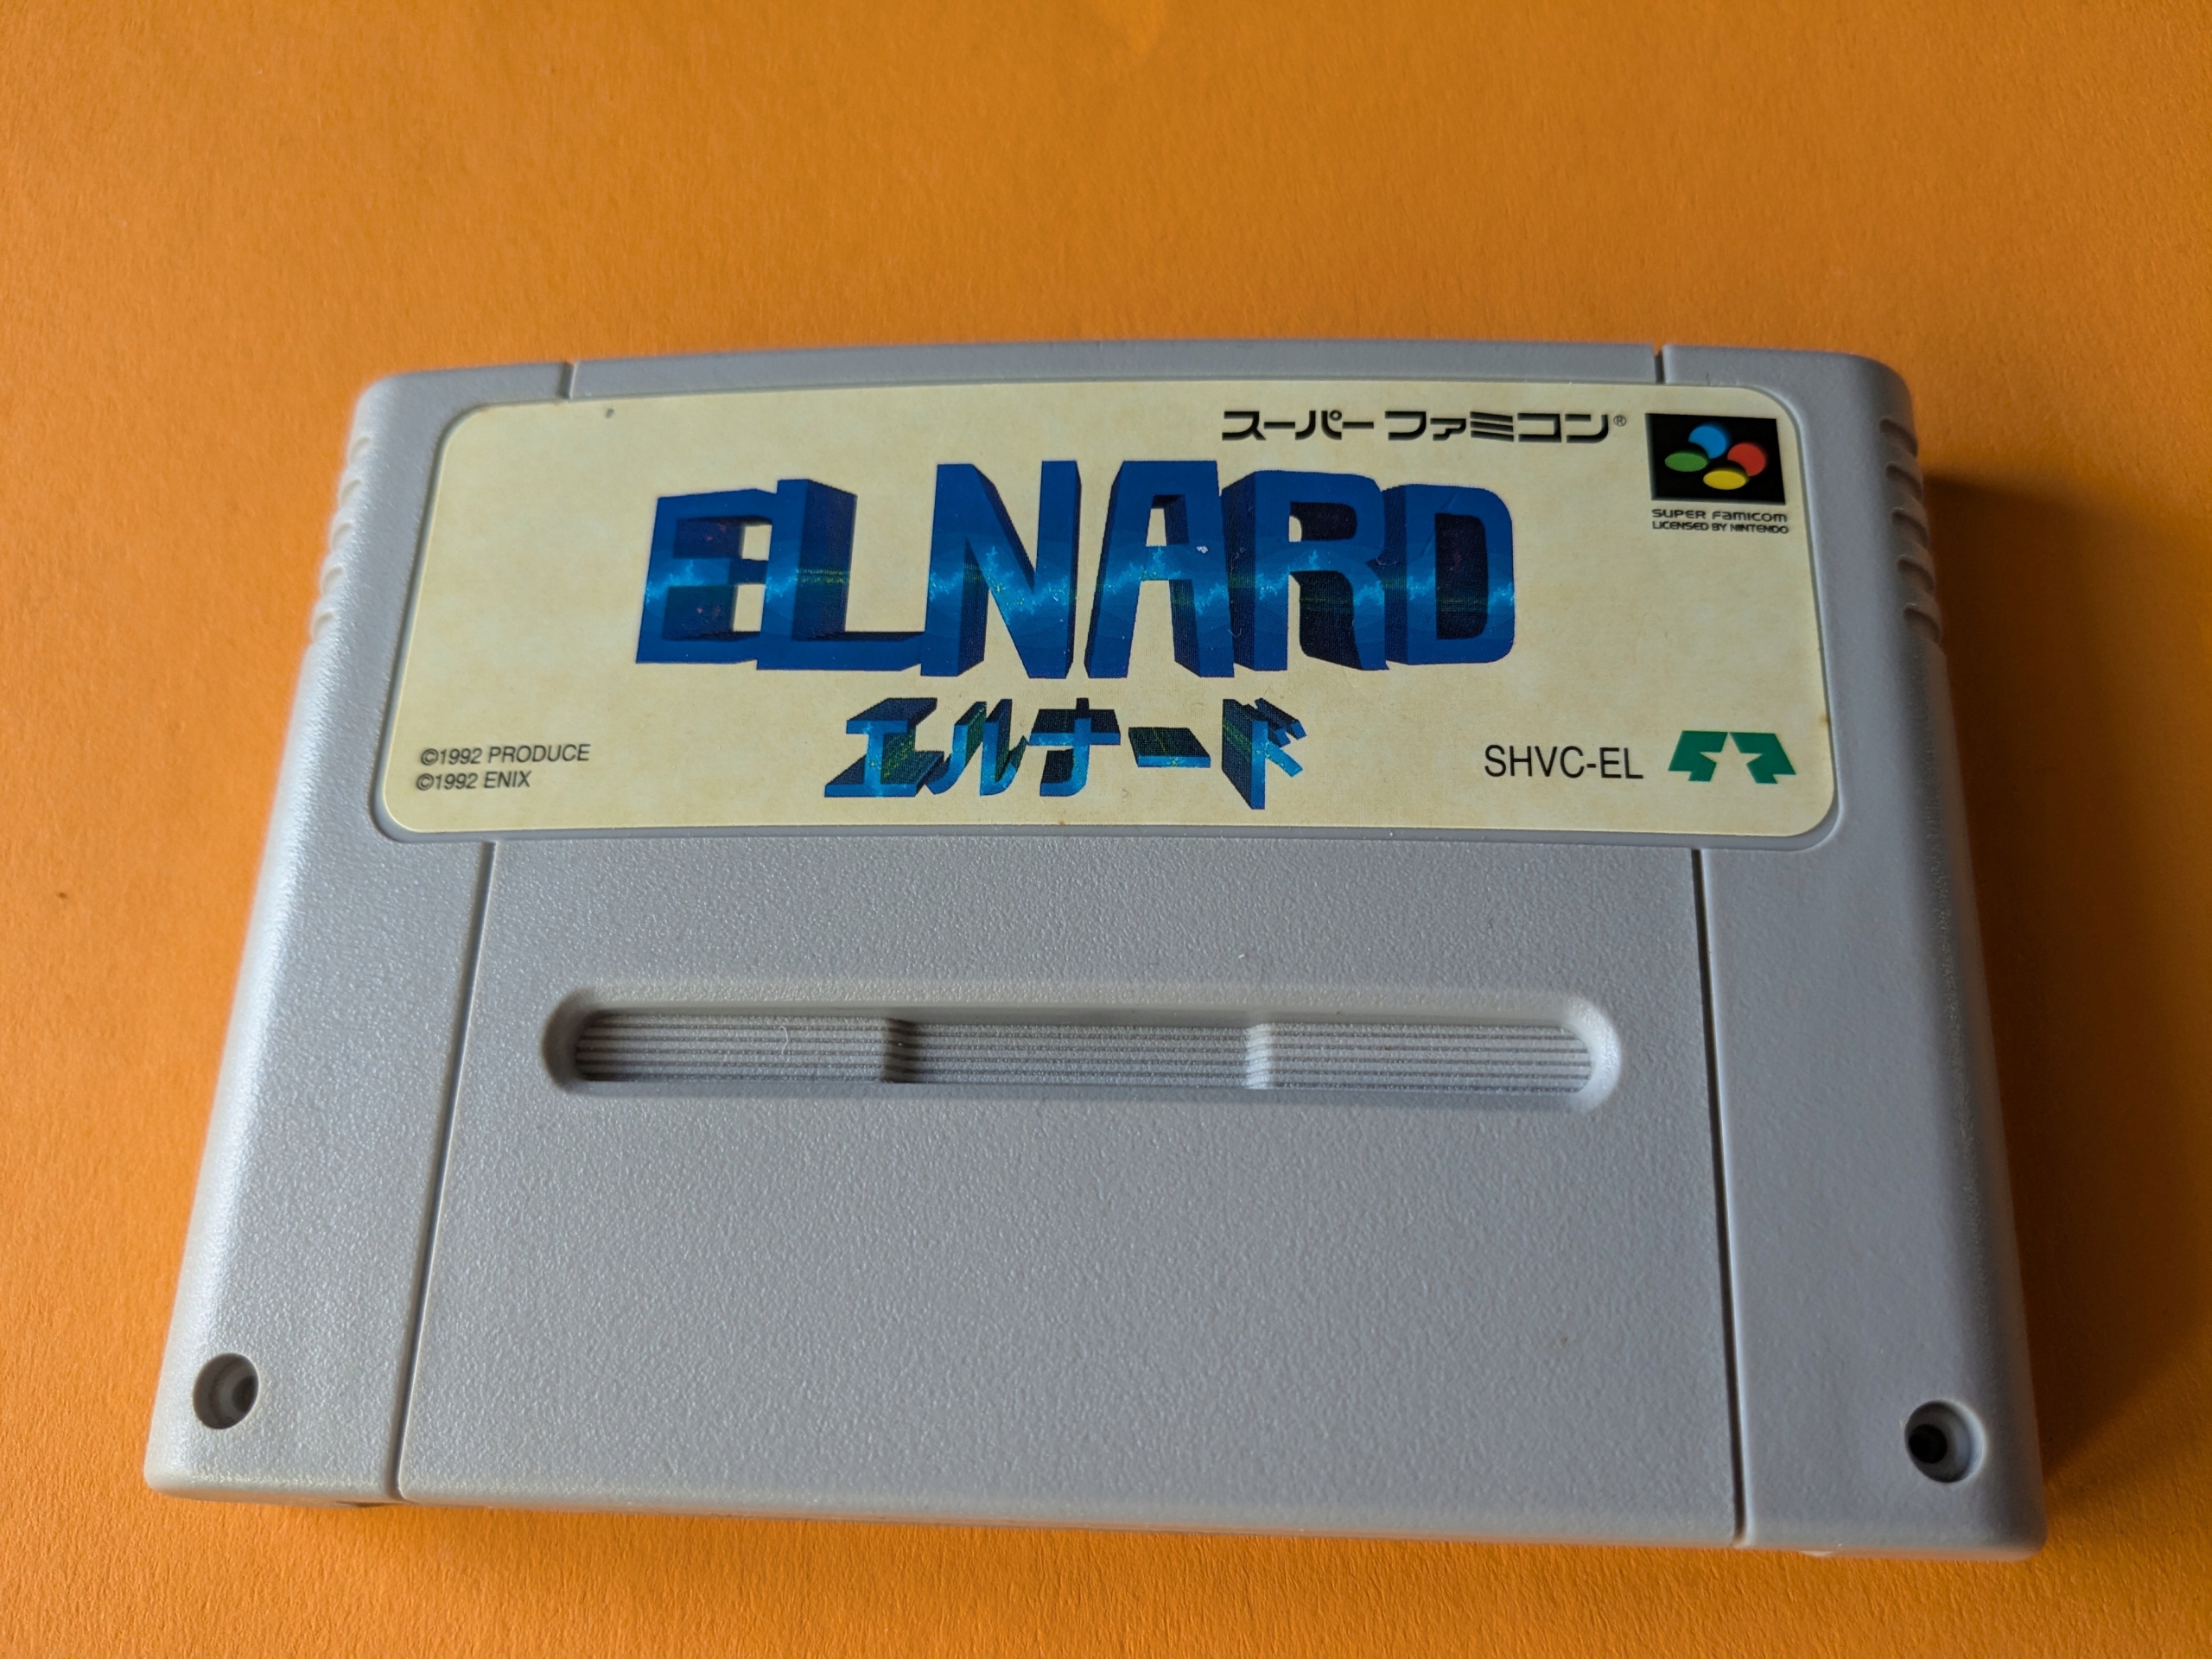 スーパーファミコン®
SUPER FAMICOM
LICENSED BY NINTENDO
ELNARD
エルナード
©1992 PRODUCE
©1992 ENIX
SHVC-EL